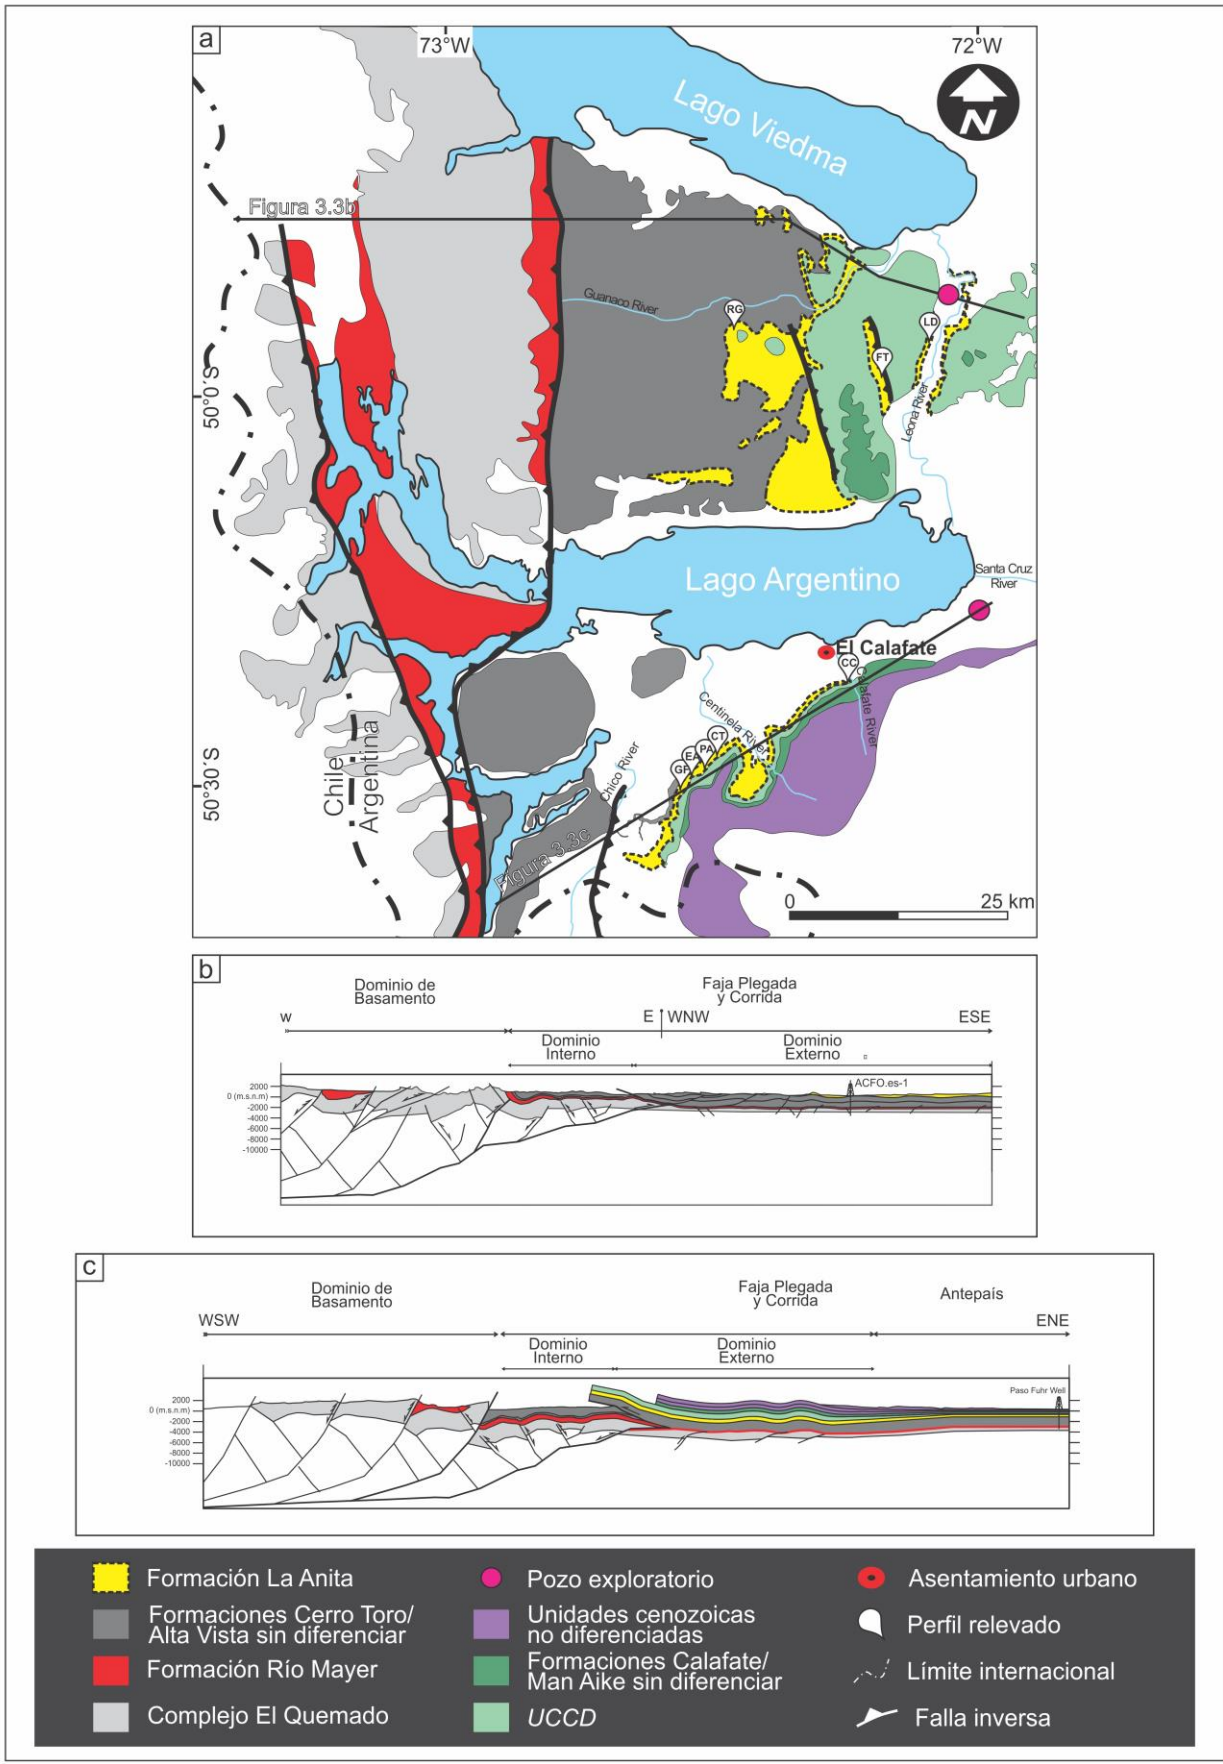 a
73°W
72°W
N
Lago Viedma
Figura 3.3b
Guanaco River
RG
LD
FT
Leona River
50°0´S
Lago Argentino
Santa Cruz
River
El Calafate
CC
Calafate River
Centinela River
CT
PA
EA
GF
Chico River
50°30´S
Chile
Argentina
Figura 3.3c
0
25 km
b
Dominio de
Basamento
Faja Plegada
y Corrida
W
E
WNW
ESE
Dominio
Interno
Dominio
Externo
ACFO.es-1
2000
0 (m.s.n.m)
-2000
-4000
-6000
-8000
-10000
c
Dominio de
Basamento
Faja Plegada
y Corrida
Antepaís
WSW
ENE
Dominio
Interno
Dominio
Externo
Paso Fuhr Well
2000
0 (m.s.n.m)
-2000
-4000
-6000
-8000
-10000
Formación La Anita
Formaciones Cerro Toro/
Alta Vista sin diferenciar
Formación Río Mayer
Complejo El Quemado
Pozo exploratorio
Unidades cenozoicas
no diferenciadas
Formaciones Calafate/
Man Aike sin diferenciar
UCCD
Asentamiento urbano
Perfil relevado
Límite internacional
Falla inversa